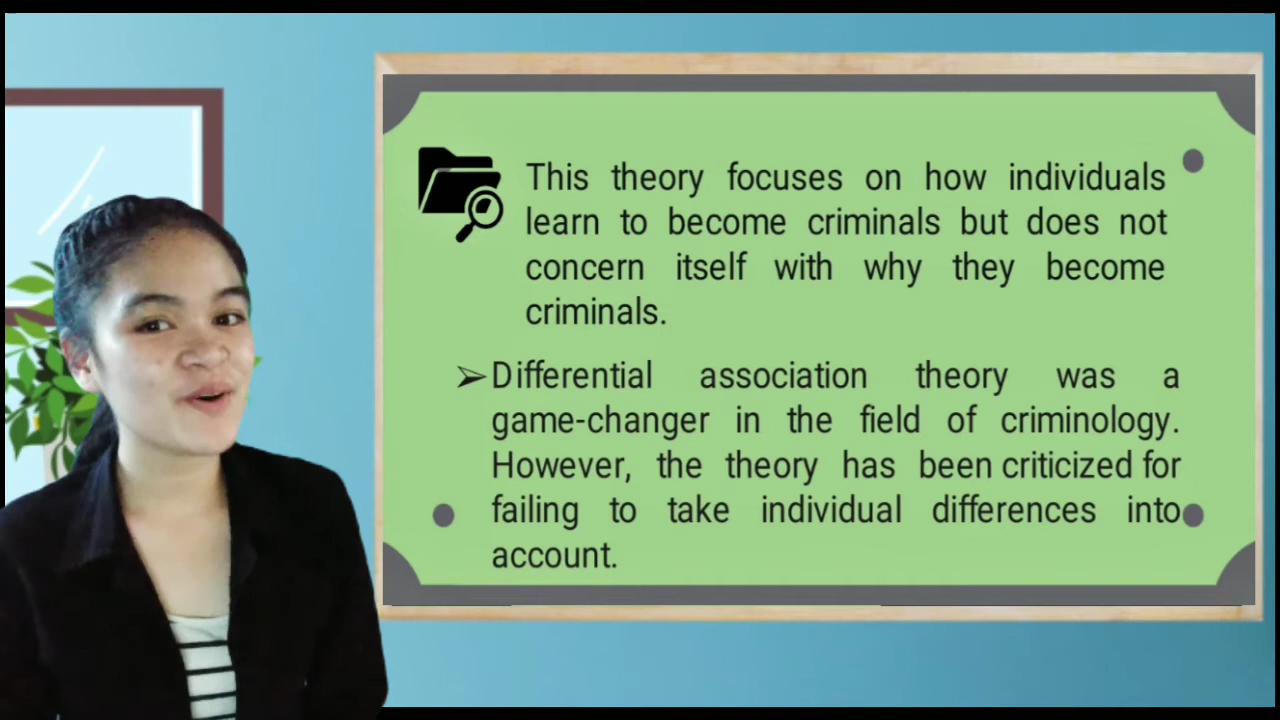 This theory focuses on how individuals
learn to become criminals but does not
concern itself with why they become
criminals.
➢Differential association theory was a
game-changer in the field of criminology.
However, the theory has been criticized for
failing to take individual differences into
account.